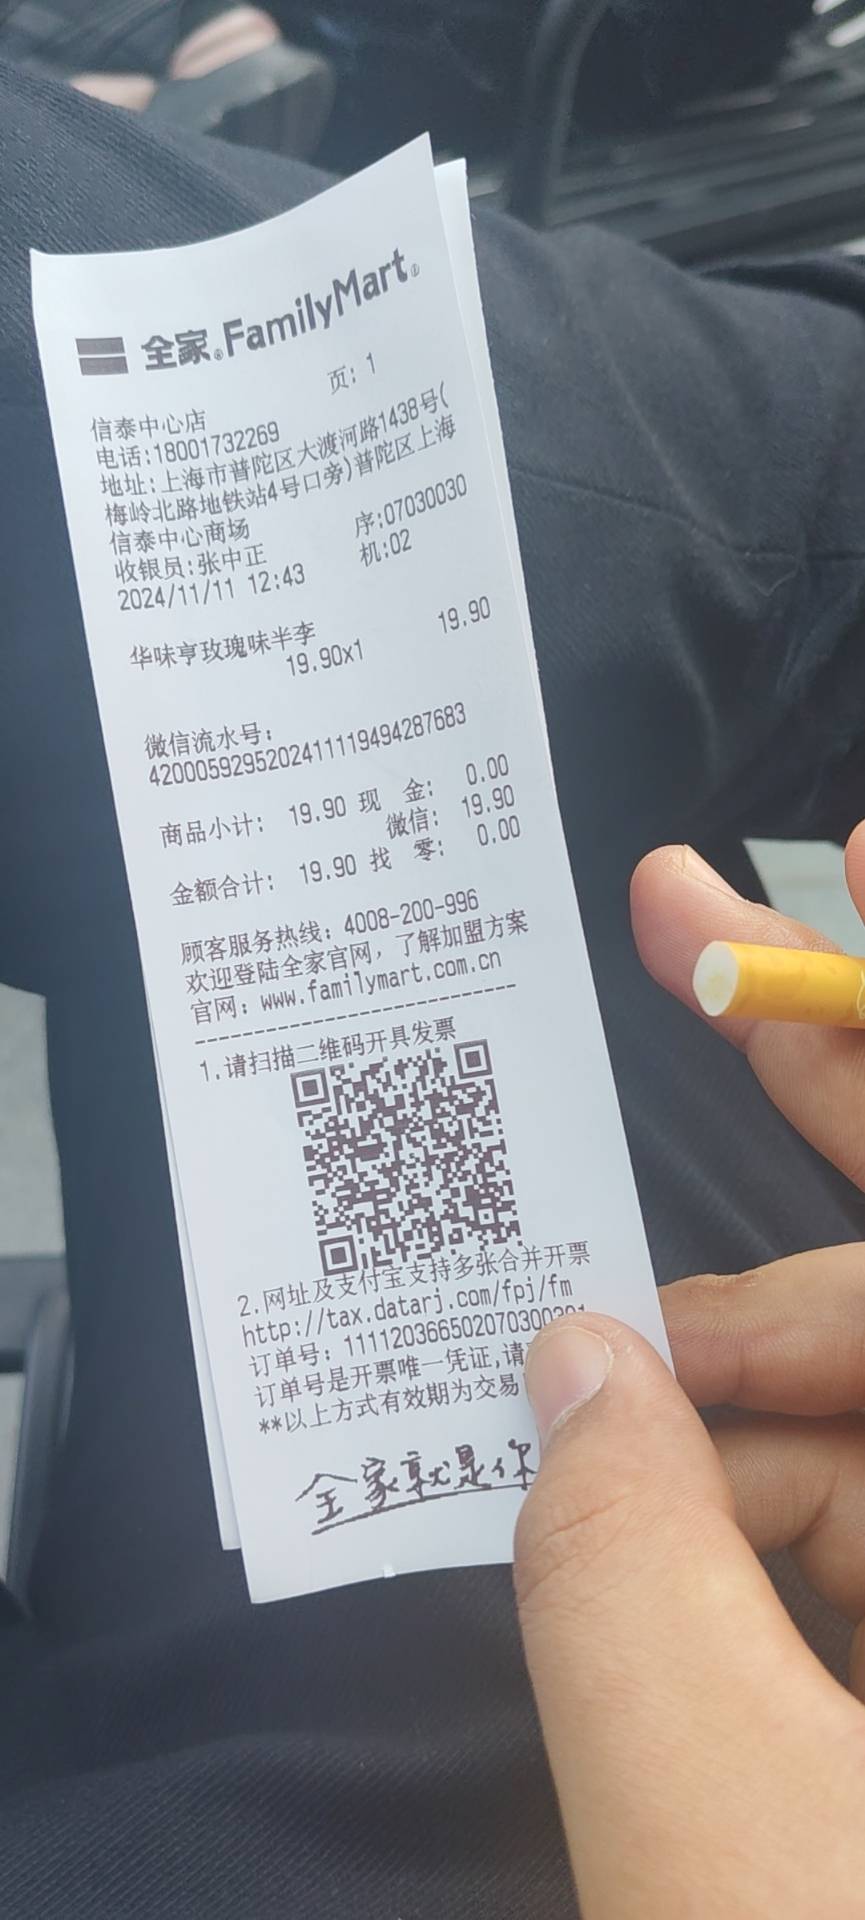 全家 FamilyMart
页: 1
信泰中心店
电话:18001732269
地址:上海市普陀区大渡河路1438号(
梅岭北路地铁站4号口旁)普陀区上海
信泰中心商场 序:07030030
收银员:张中正 机:02
2024/11/11 12:43
华味亨玫瑰味半李 19.90
19.90x1
微信流水号:
4200059295202411119494287683
商品小计: 19.90 现 金: 0.00
微信: 19.90
金额合计: 19.90 找 零: 0.00
顾客服务热线: 4008-200-996
欢迎登陆全家官网，了解加盟方案
官网: www.familymart.com.cn
1.请扫描二维码开具发票
2.网址及支付宝支持多张合并开票
http://tax.datarj.com/fpj/fm
订单号: 111120366502070300301
订单号是开票唯一凭证,请
**以上方式有效期为交易
全家就是你